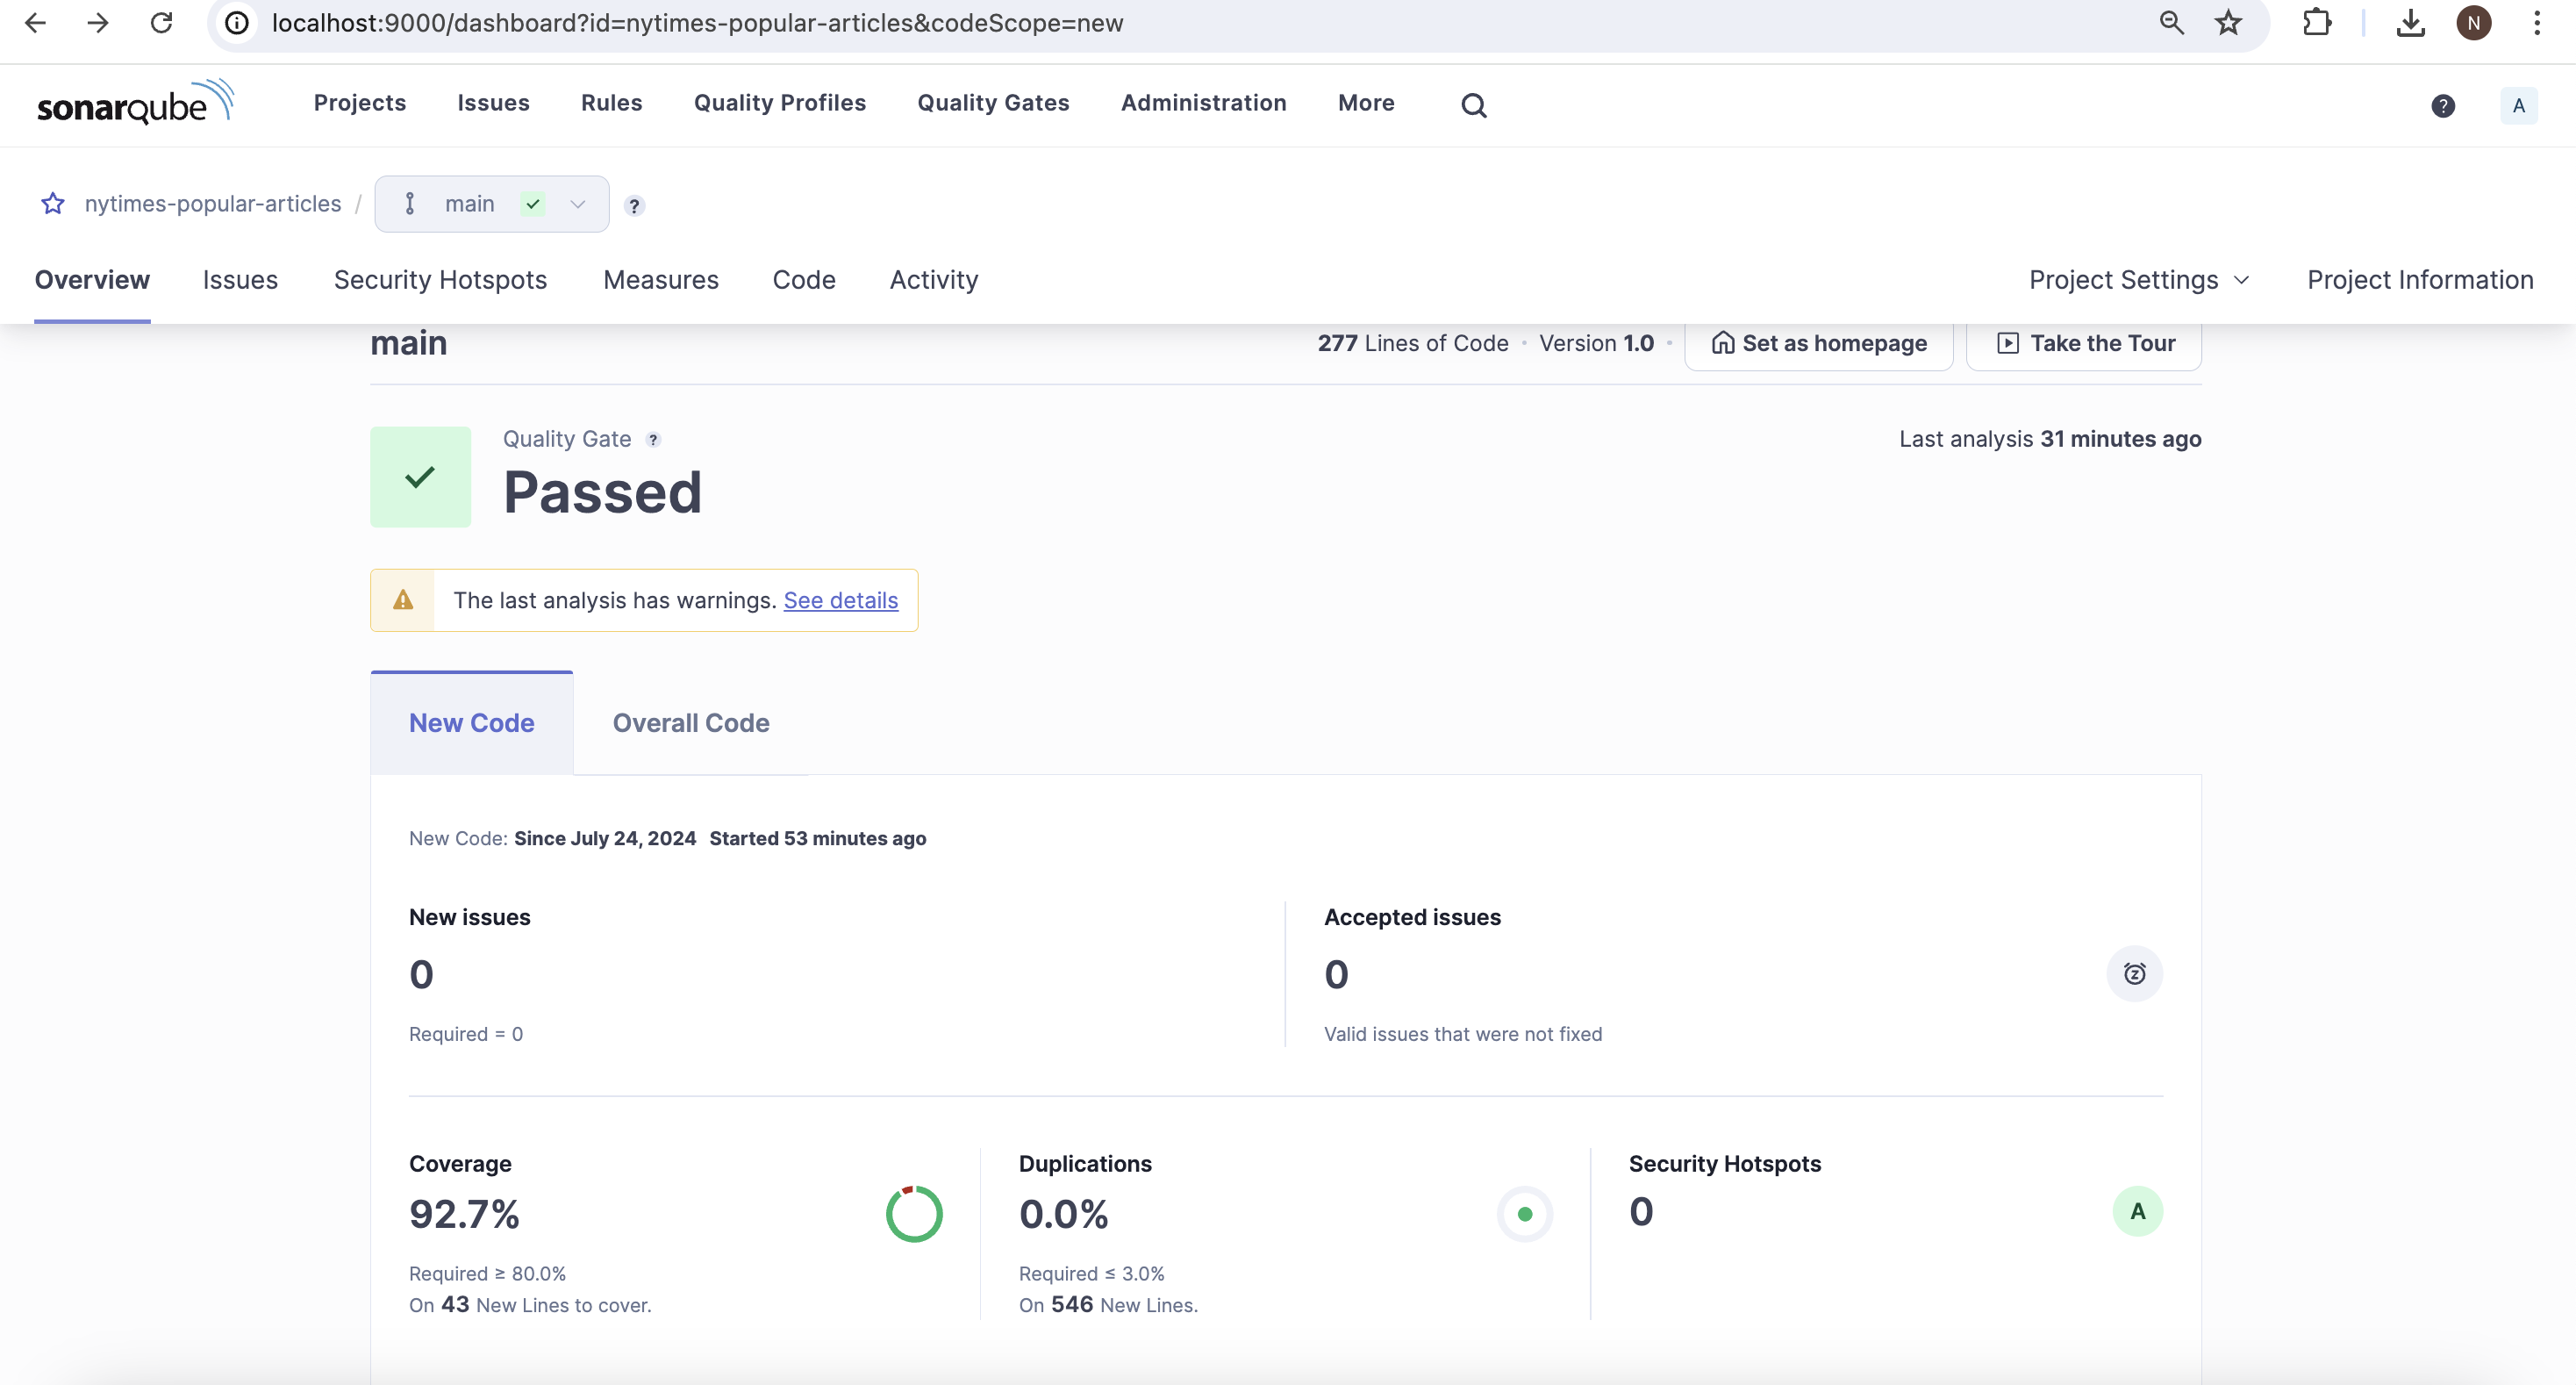 localhost:9000/dashboard?id=nytimes-popular-articles&codeScope=new
N
sonarqube Projects Issues Rules Quality Profiles Quality Gates Administration More ? A
nytimes-popular-articles / main ?
Overview Issues Security Hotspots Measures Code Activity Project Settings Project Information
main 277 Lines of Code • Version 1.0 • Set as homepage Take the Tour
Quality Gate ? Last analysis 31 minutes ago
Passed
The last analysis has warnings. See details
New Code Overall Code
New Code: Since July 24, 2024 Started 53 minutes ago
New issues Accepted issues
0 0
Required = 0 Valid issues that were not fixed
Coverage Duplications Security Hotspots
92.7% 0.0% 0 A
Required ≥ 80.0% Required ≤ 3.0%
On 43 New Lines to cover. On 546 New Lines.